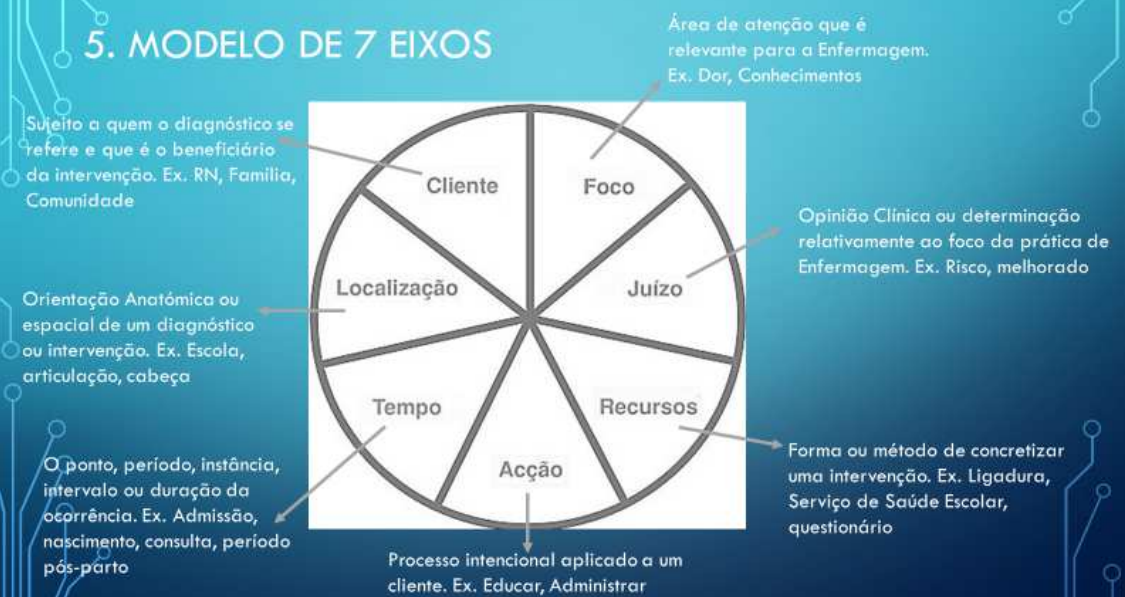 5. MODELO DE 7 EIXOS
Área de atenção que é
relevante para a Enfermagem.
Ex. Dor, Conhecimentos
Sujeito a quem o diagnóstico se
refere e que é o beneficiário
da intervenção. Ex. RN, Família,
Comunidade
Cliente
Foco
Opinião Clínica ou determinação
relativamente ao foco da prática de
Enfermagem. Ex. Risco, melhorado
Localização
Juízo
Orientação Anatómica ou
espacial de um diagnóstico
ou intervenção. Ex. Escola,
articulação, cabeça
Tempo
Recursos
Acção
O ponto, período, instância,
intervalo ou duração da
ocorrência. Ex. Admissão,
nascimento, consulta, período
pós-parto
Forma ou método de concretizar
uma intervenção. Ex. Ligadura,
Serviço de Saúde Escolar,
questionário
Processo intencional aplicado a um
cliente. Ex. Educar, Administrar